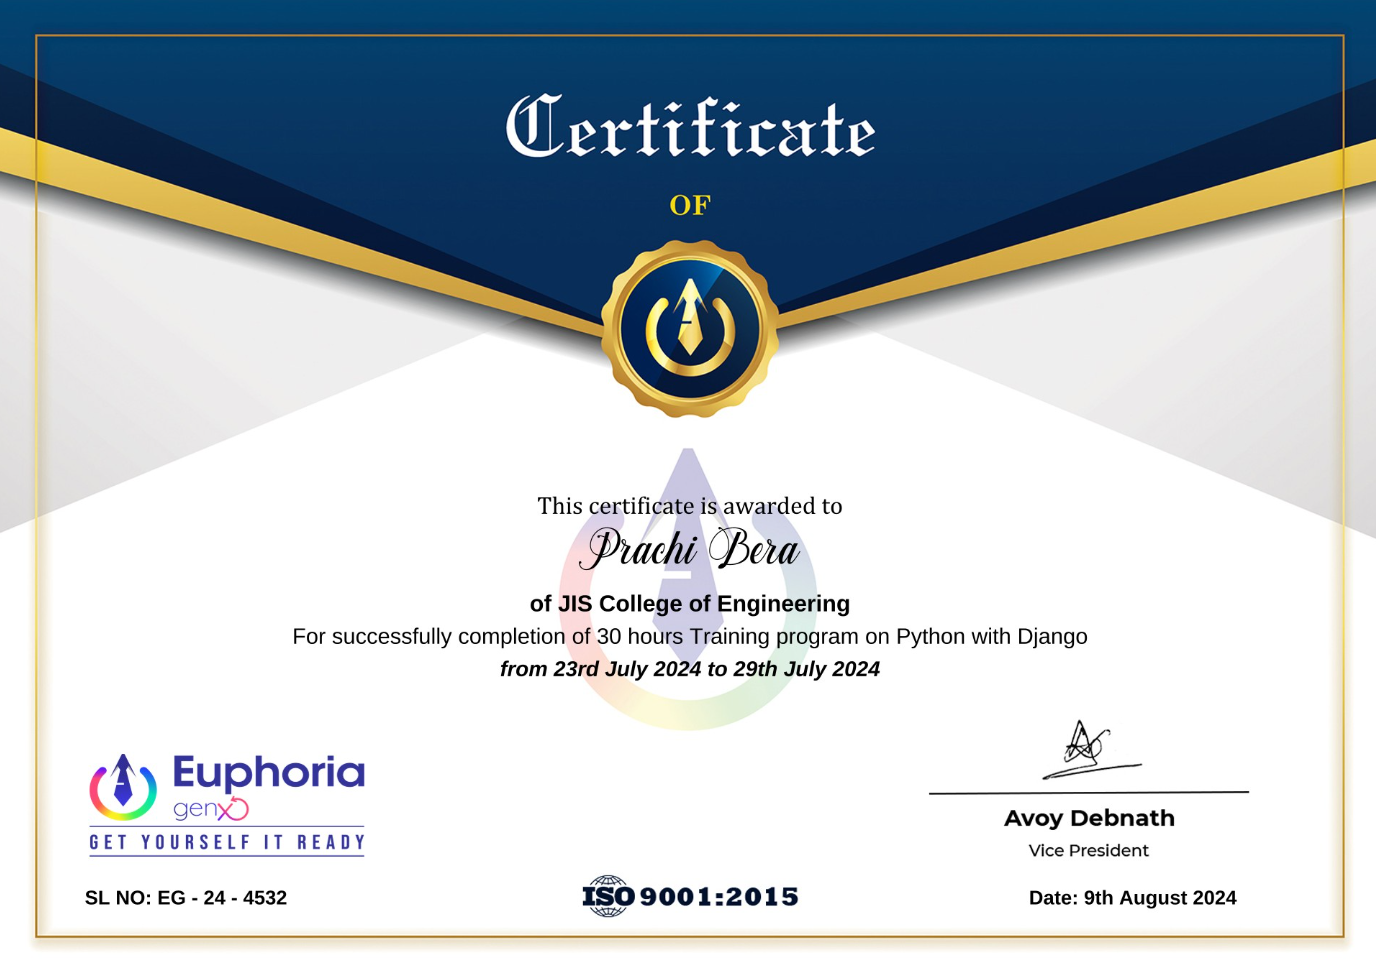 Certificate
OF
This certificate is awarded to
Prachi Bera
of JIS College of Engineering
For successfully completion of 30 hours Training program on Python with Django
from 23rd July 2024 to 29th July 2024
Euphoria
genx
GET YOURSELF IT READY
Avoy Debnath
Vice President
SL NO: EG - 24 - 4532
ISO 9001:2015
Date: 9th August 2024